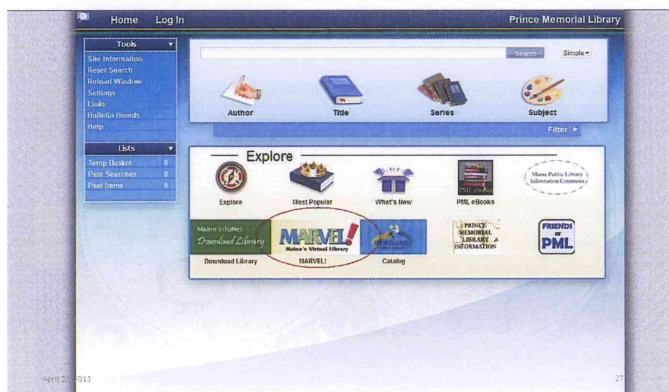 Home Log In Prince Memorial Library
Tools
Site Information
Reset Search
Reload Window
Settings
Links
Bulletin Boards
Help
Lists
Temp Basket 0
Past Searches 0
Past Items 0
Search Simple
Author Title Series Subject
Filter
Explore
Explore Most Popular What's New PML eBooks
Maine Public Library
Information Commons
Maine InfoNet
Download Library
MARVEL!
Maine's Virtual Library
PRINCE
MEMORIAL
LIBRARY
INFORMATION
FRIENDS
OF
PML
Download Library MARVEL! Catalog
27